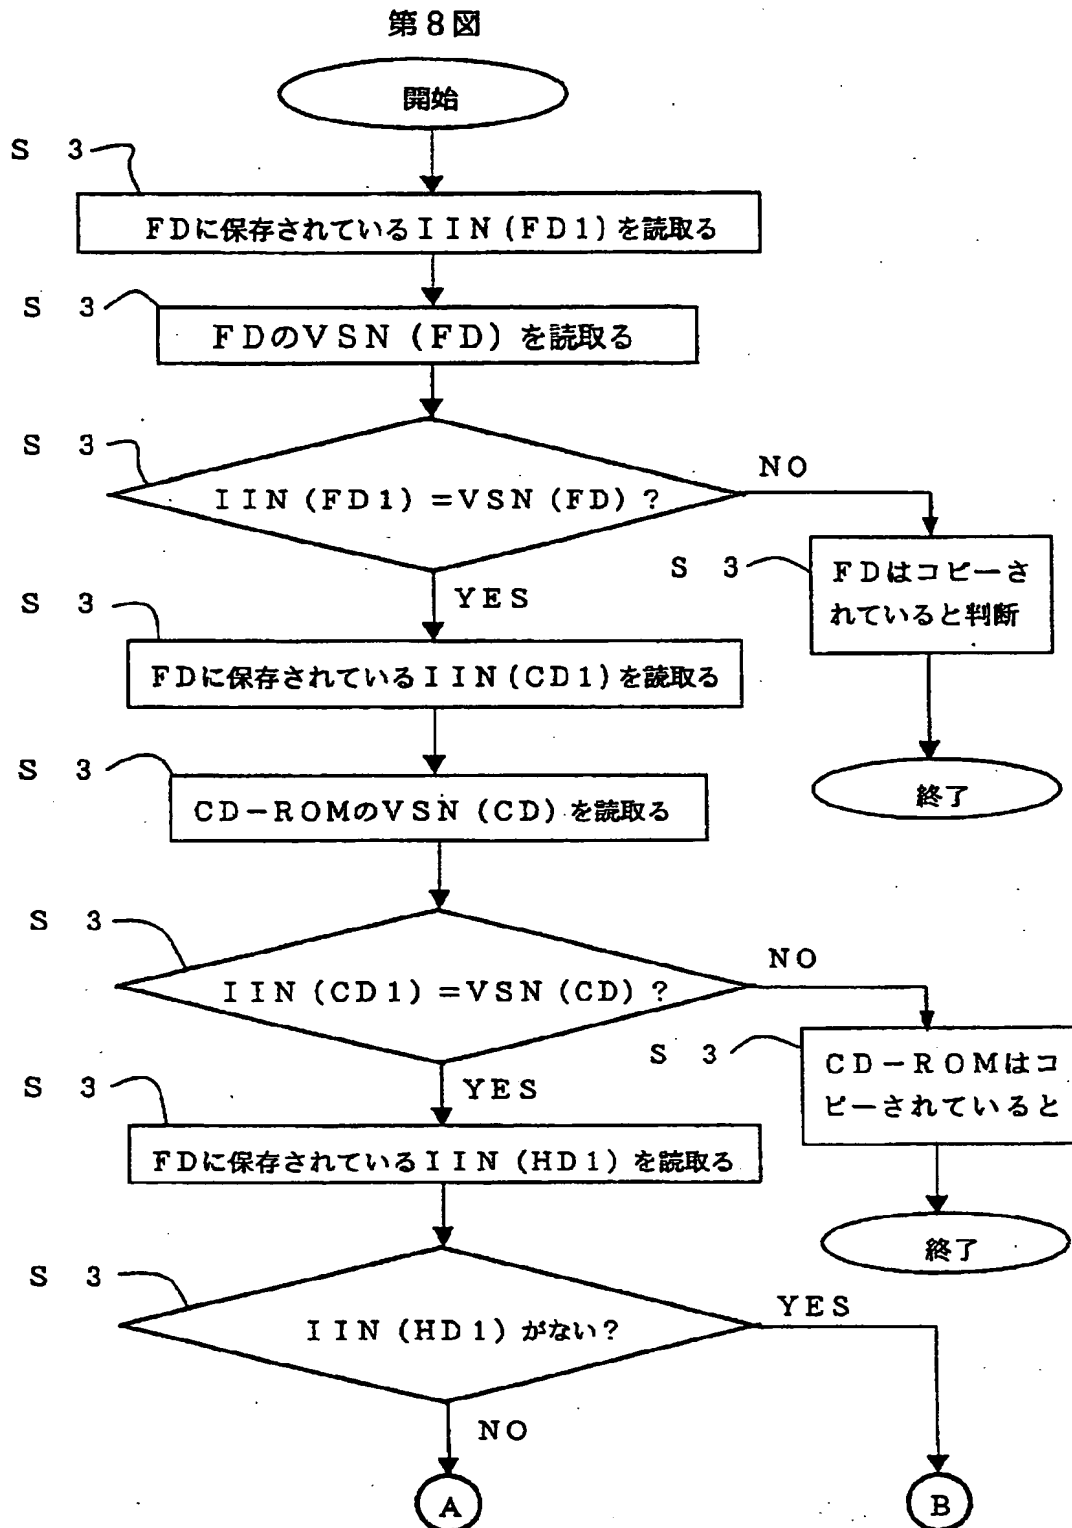 第8図
開始
S 3
FDに保存されているIIN(FD1)を読取る
S 3
FDのVSN(FD)を読取る
S 3
IIN(FD1)=VSN(FD)?
NO
S 3
FDはコピーさ
れていると判断
終了
YES
S 3
FDに保存されているIIN(CD1)を読取る
S 3
CD-ROMのVSN(CD)を読取る
S 3
IIN(CD1)=VSN(CD)?
NO
S 3
CD-ROMはコ
ピーされていると
終了
YES
S 3
FDに保存されているIIN(HD1)を読取る
S 3
IIN(HD1)がない?
YES
NO
A
B